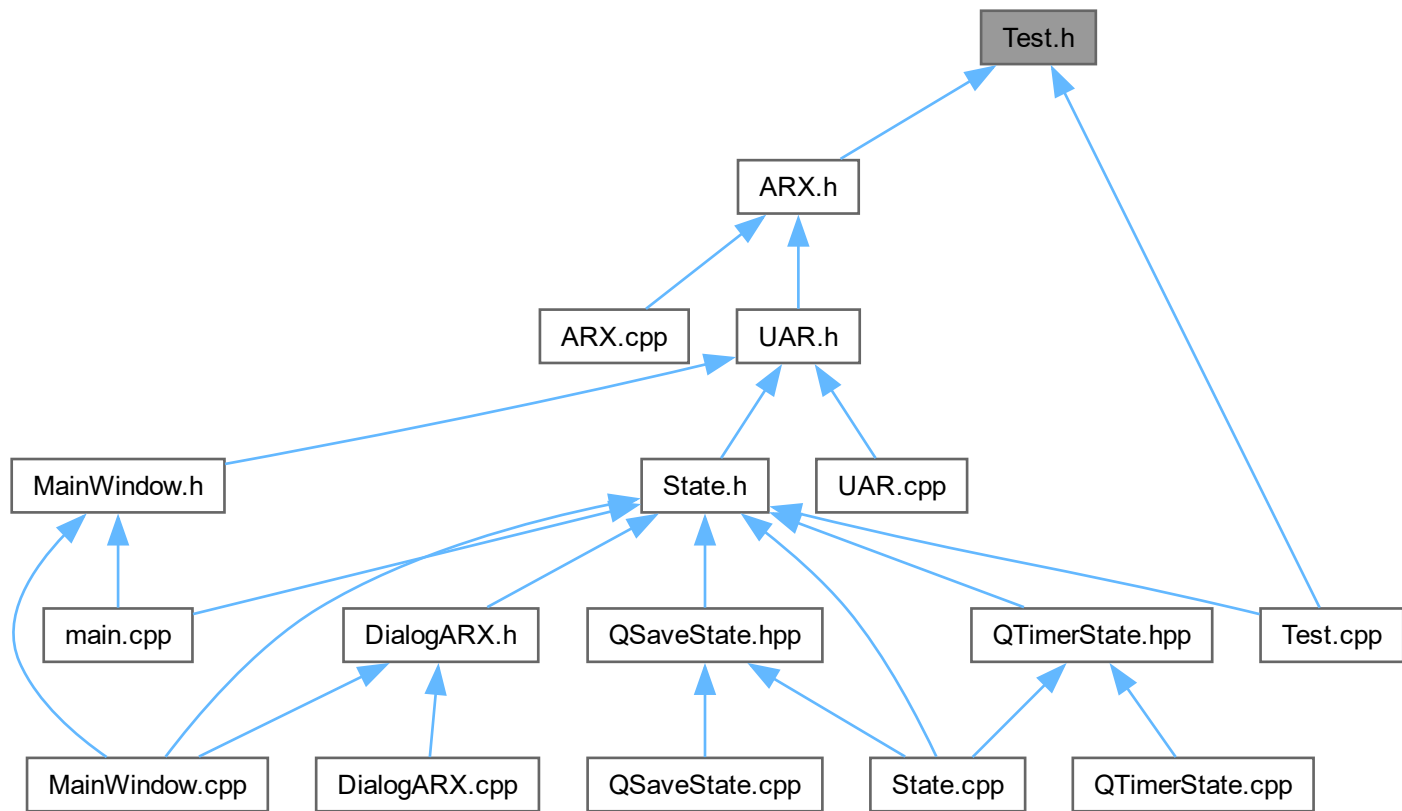 Test.h
ARX.h
ARX.cpp
UAR.h
MainWindow.h
State.h
UAR.cpp
main.cpp
DialogARX.h
QSaveState.hpp
QTimerState.hpp
Test.cpp
MainWindow.cpp
DialogARX.cpp
QSaveState.cpp
State.cpp
QTimerState.cpp